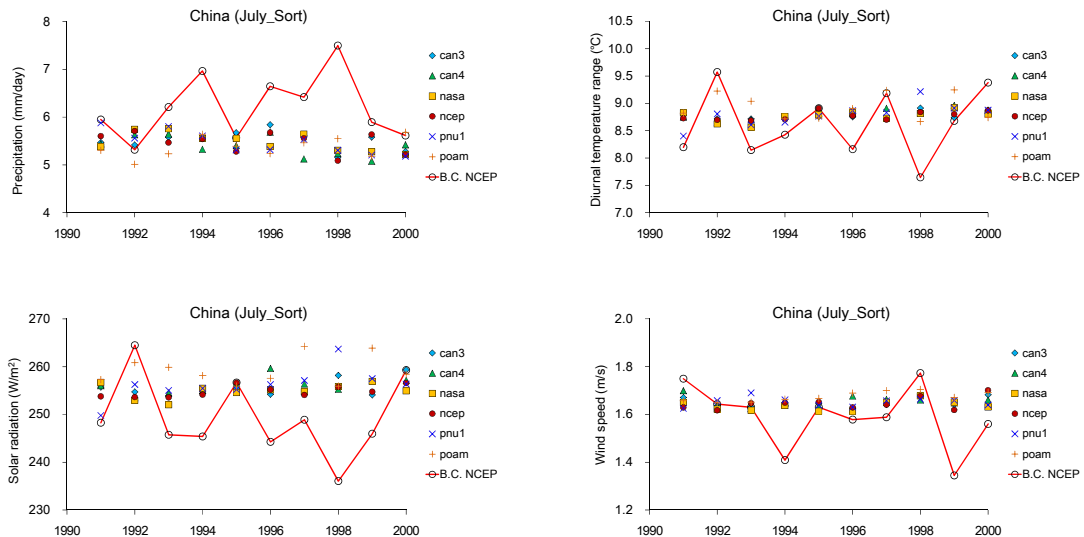 China (July_Sort)
Precipitation (mm/day)
8
7
6
5
4
1990 1992 1994 1996 1998 2000
can3
can4
nasa
ncep
pnu1
poam
B.C. NCEP
China (July_Sort)
Diurnal temperature range (°C)
10.5
10.0
9.5
9.0
8.5
8.0
7.5
7.0
1990 1992 1994 1996 1998 2000
can3
can4
nasa
ncep
pnu1
poam
B.C. NCEP
China (July_Sort)
Solar radiation (W/m²)
270
260
250
240
230
1990 1992 1994 1996 1998 2000
can3
can4
nasa
ncep
pnu1
poam
B.C. NCEP
China (July_Sort)
Wind speed (m/s)
2.0
1.8
1.6
1.4
1.2
1990 1992 1994 1996 1998 2000
can3
can4
nasa
ncep
pnu1
poam
B.C. NCEP